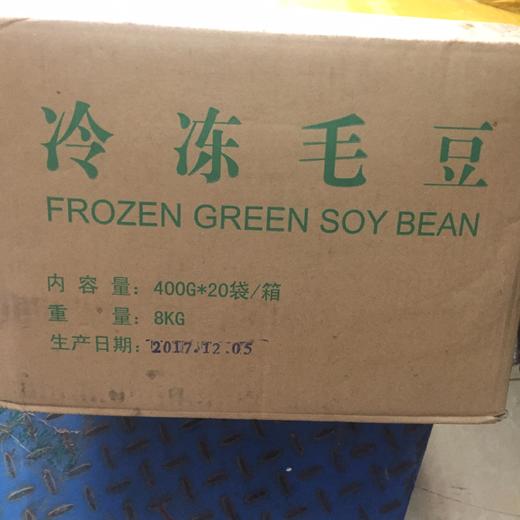 冷冻毛豆
FROZEN GREEN SOY BEAN
内容量：400G*20袋/箱
重量：8KG
生产日期：2017.12.05